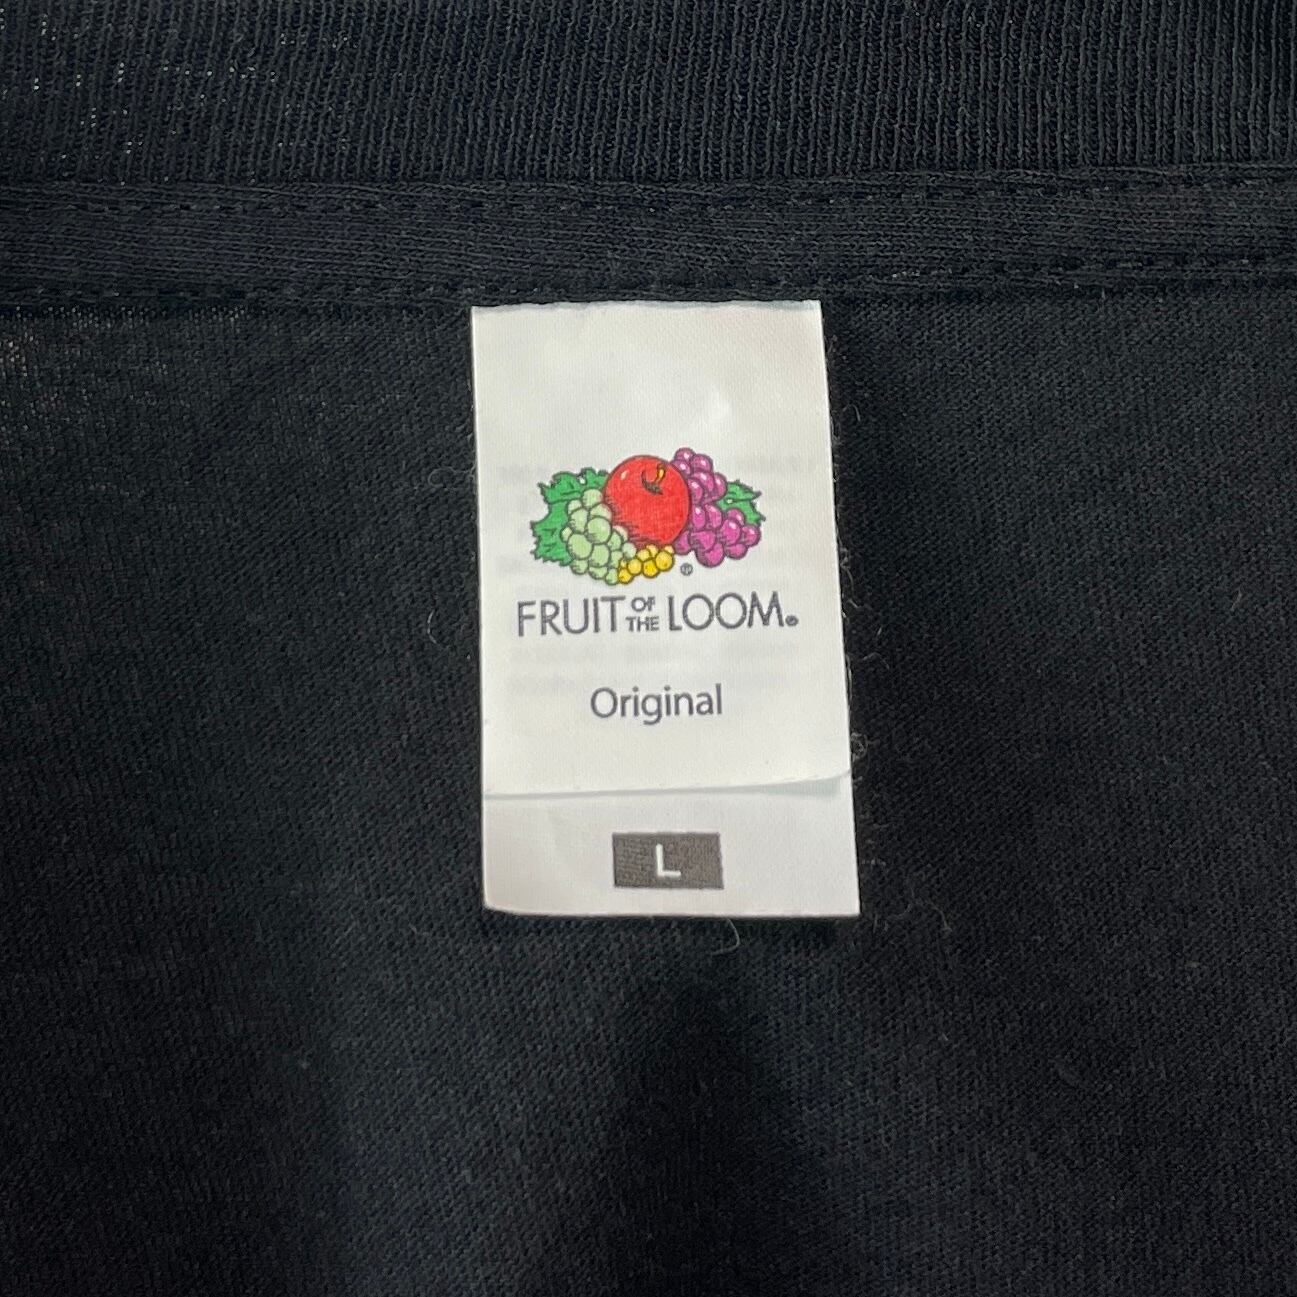 FRUIT OF THE LOOM®
Original
L